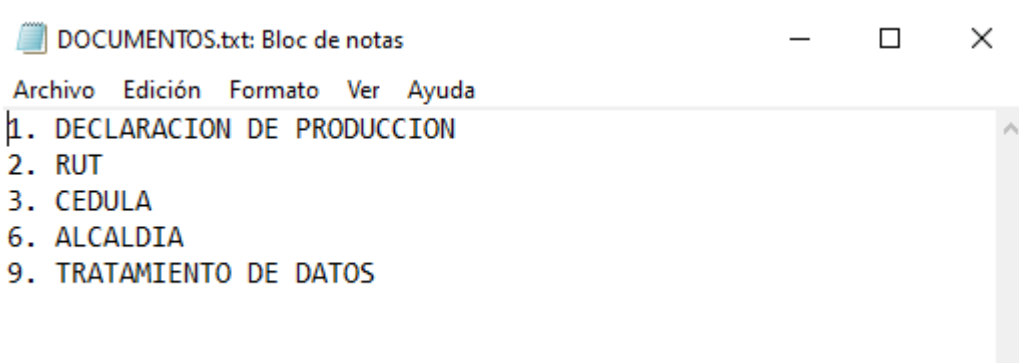 DOCUMENTOS.txt: Bloc de notas
Archivo Edición Formato Ver Ayuda
1. DECLARACION DE PRODUCCION
2. RUT
3. CEDULA
6. ALCALDIA
9. TRATAMIENTO DE DATOS